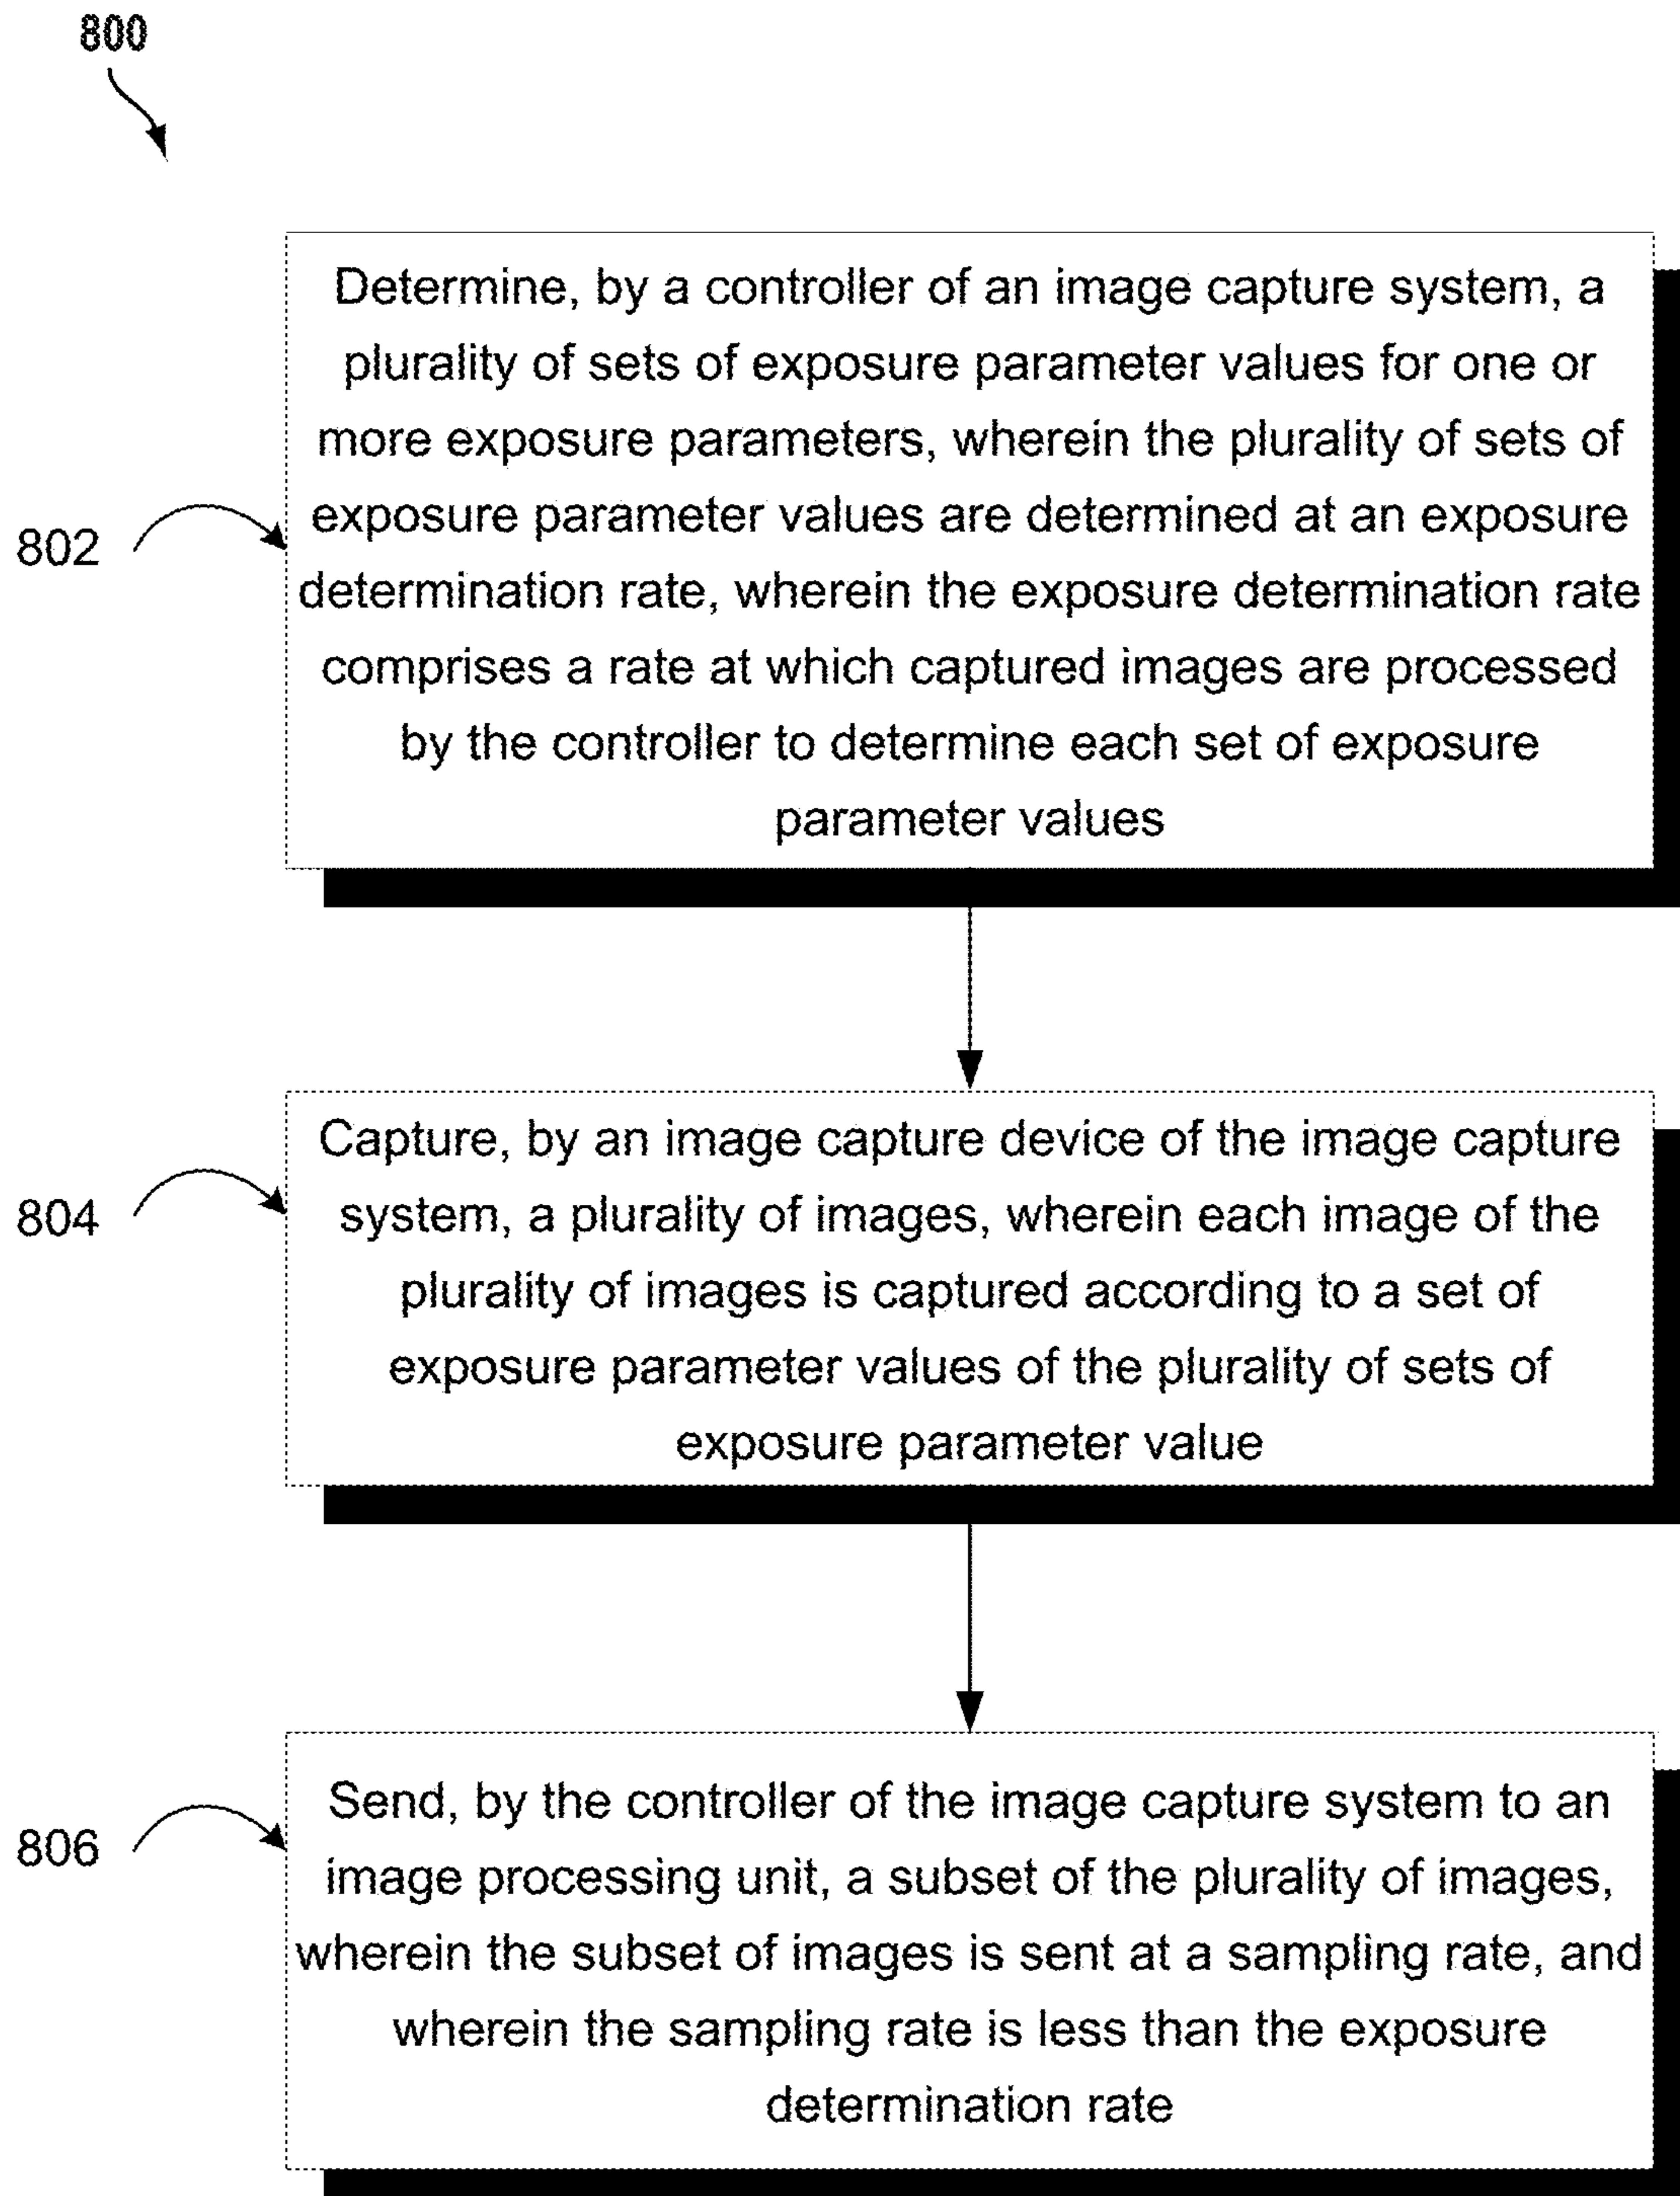 800
Determine, by a controller of an image capture system, a
plurality of sets of exposure parameter values for one or
more exposure parameters, wherein the plurality of sets of
exposure parameter values are determined at an exposure
determination rate, wherein the exposure determination rate
comprises a rate at which captured images are processed
by the controller to determine each set of exposure
parameter values
802
Capture, by an image capture device of the image capture
system, a plurality of images, wherein each image of the
plurality of images is captured according to a set of
exposure parameter values of the plurality of sets of
exposure parameter value
804
Send, by the controller of the image capture system to an
image processing unit, a subset of the plurality of images,
wherein the subset of images is sent at a sampling rate, and
wherein the sampling rate is less than the exposure
determination rate
806